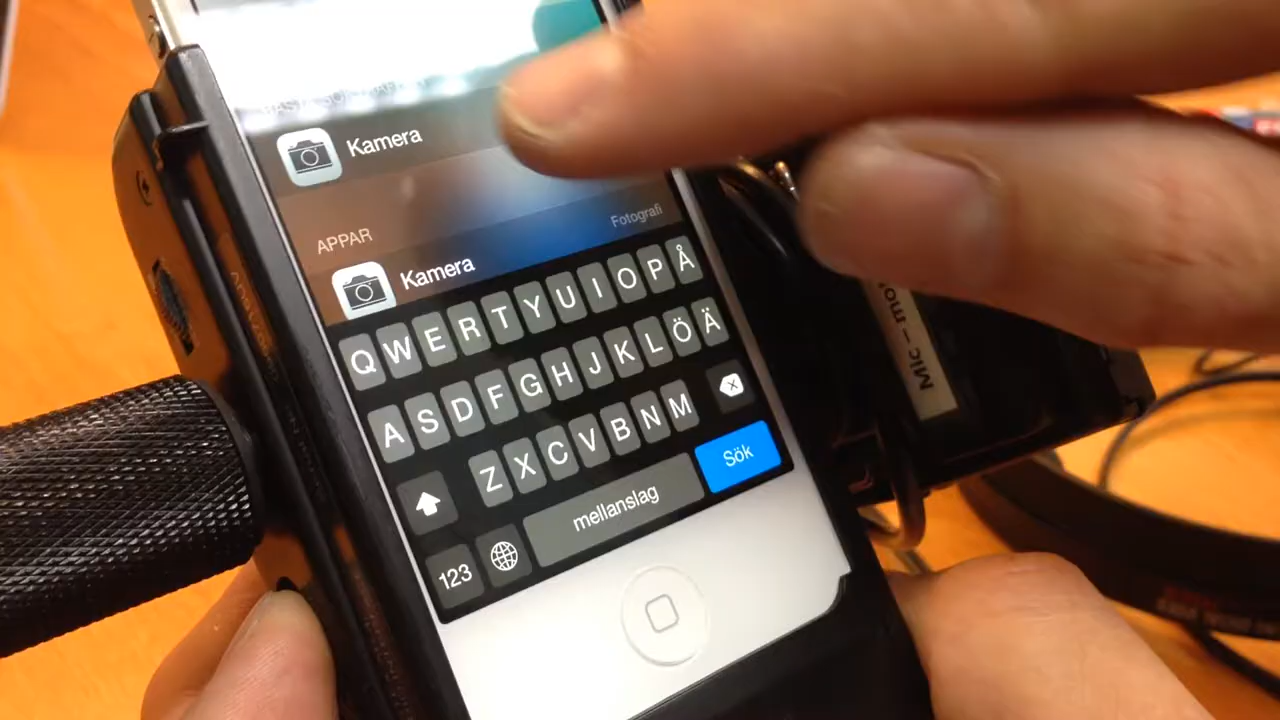 Kamera
APPAR
Fotografi
Kamera
Q W E R T Y U I O P Å
A S D F G H J K L Ö Ä
Z X C V B N M
123
mellanslag
Sök
Mic – mo